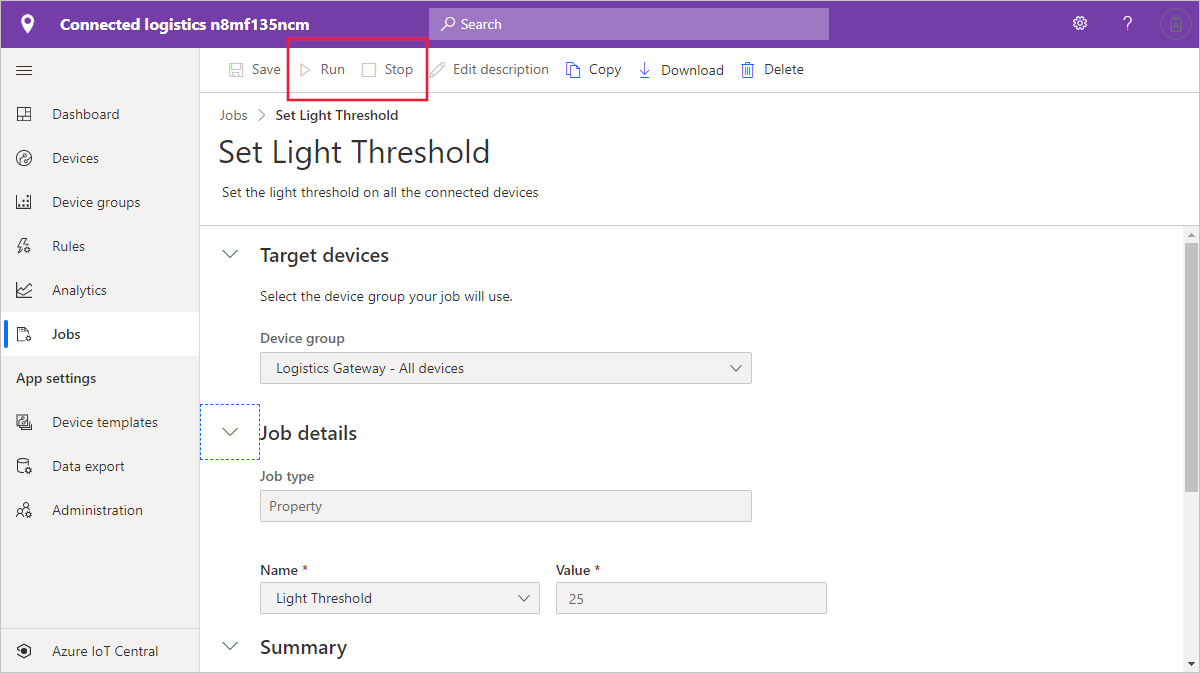 Connected logistics n8mf135ncm
Search
?
Save Run Stop Edit description Copy Download Delete
Dashboard
Devices
Device groups
Rules
Analytics
Jobs
App settings
Device templates
Data export
Administration
Azure IoT Central
Jobs > Set Light Threshold
Set Light Threshold
Set the light threshold on all the connected devices
Target devices
Select the device group your job will use.
Device group
Logistics Gateway - All devices
Job details
Job type
Property
Name * Value *
Light Threshold 25
Summary